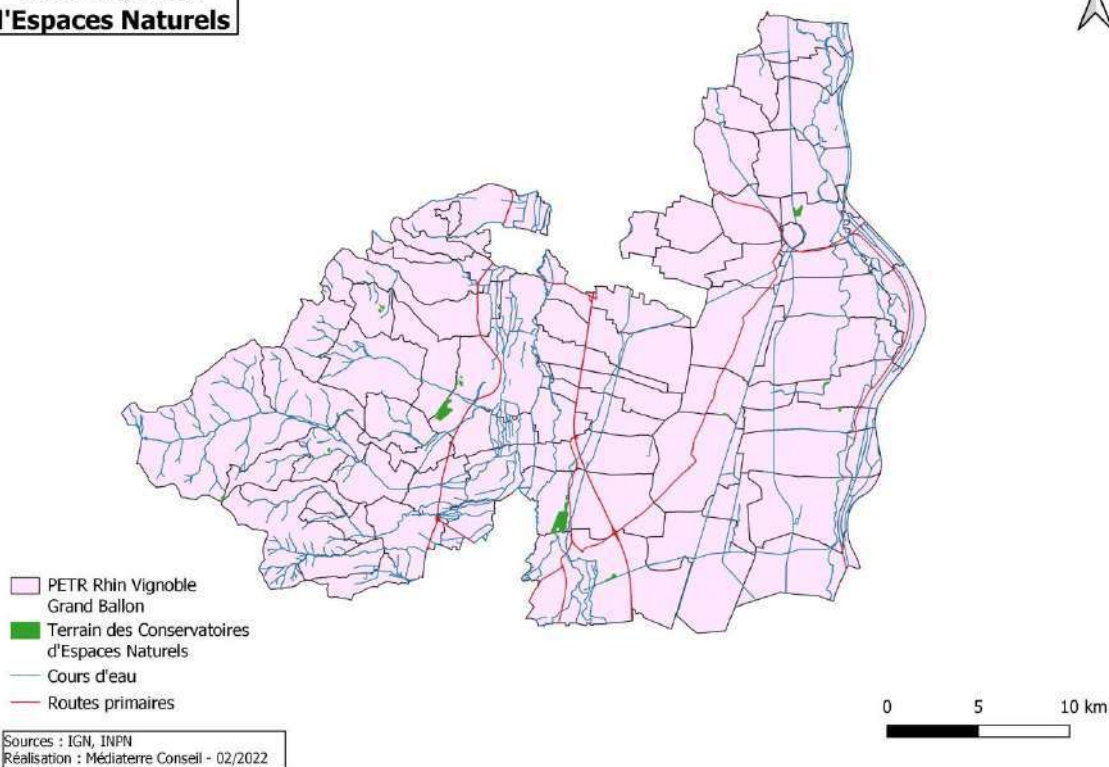 d'Espaces Naturels
PETR Rhin Vignoble
Grand Ballon
Terrain des Conservatoires
d'Espaces Naturels
Cours d'eau
Routes primaires
0 5 10 km
Sources : IGN, INPN
Réalisation : Médiaterre Conseil - 02/2022